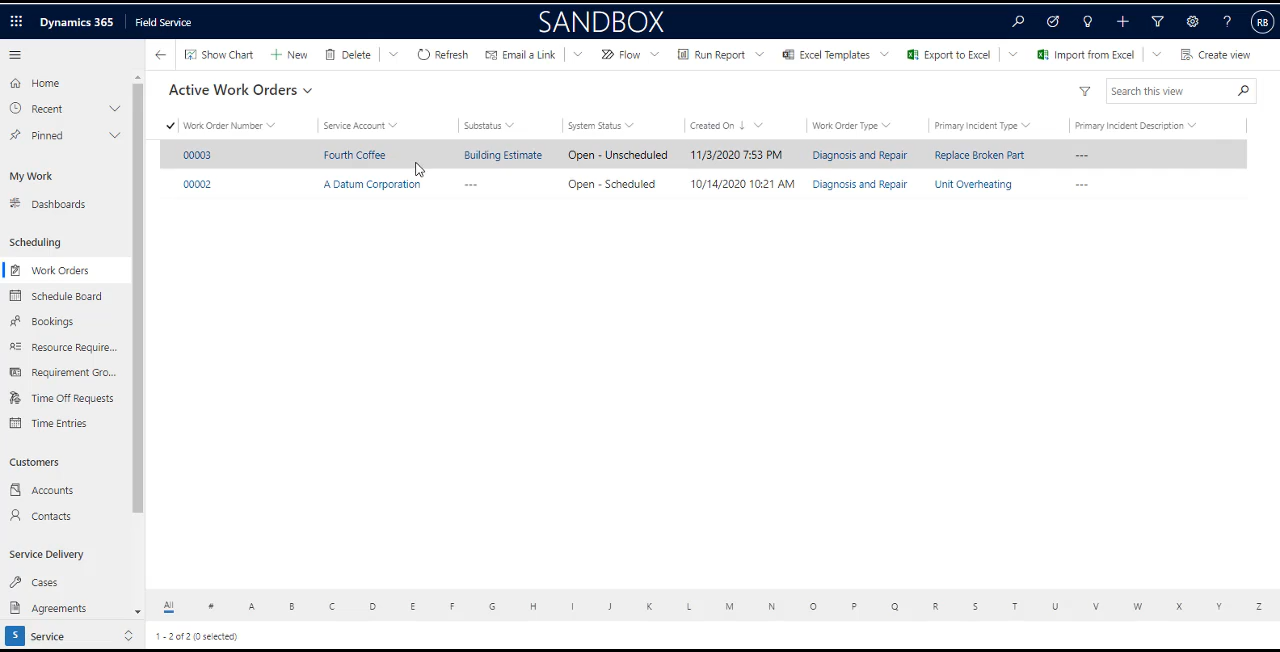 Dynamics 365 Field Service SANDBOX RB
Show Chart New Delete Refresh Email a Link Flow Run Report Excel Templates Export to Excel Import from Excel Create view
Home
Recent
Pinned
My Work
Dashboards
Scheduling
Work Orders
Schedule Board
Bookings
Resource Require...
Requirement Gro...
Time Off Requests
Time Entries
Customers
Accounts
Contacts
Service Delivery
Cases
Agreements
S Service
Active Work Orders Search this view
Work Order Number Service Account Substatus System Status Created On ↓ Work Order Type Primary Incident Type Primary Incident Description
00003 Fourth Coffee Building Estimate Open - Unscheduled 11/3/2020 7:53 PM Diagnosis and Repair Replace Broken Part ---
00002 A Datum Corporation --- Open - Scheduled 10/14/2020 10:21 AM Diagnosis and Repair Unit Overheating ---
All # A B C D E F G H I J K L M N O P Q R S T U V W X Y Z
1 - 2 of 2 (0 selected)